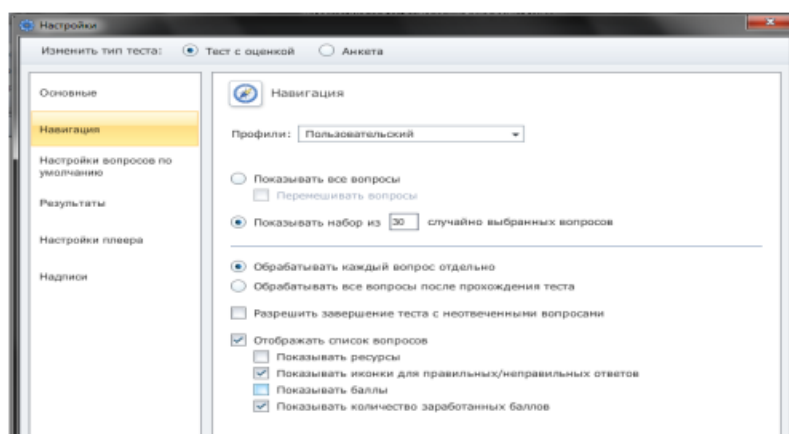 Настройки
Изменить тип теста: Тест с оценкой Анкета
Основные
Навигация
Настройки вопросов по
умолчанию
Результаты
Настройки плеера
Надписи
Навигация
Профили: Пользовательский
Показывать все вопросы
Перемешивать вопросы
Показывать набор из 30 случайно выбранных вопросов
Обрабатывать каждый вопрос отдельно
Обрабатывать все вопросы после прохождения теста
Разрешить завершение теста с неотвеченными вопросами
Отображать список вопросов
Показывать ресурсы
Показывать иконки для правильных/неправильных ответов
Показывать баллы
Показывать количество заработанных баллов